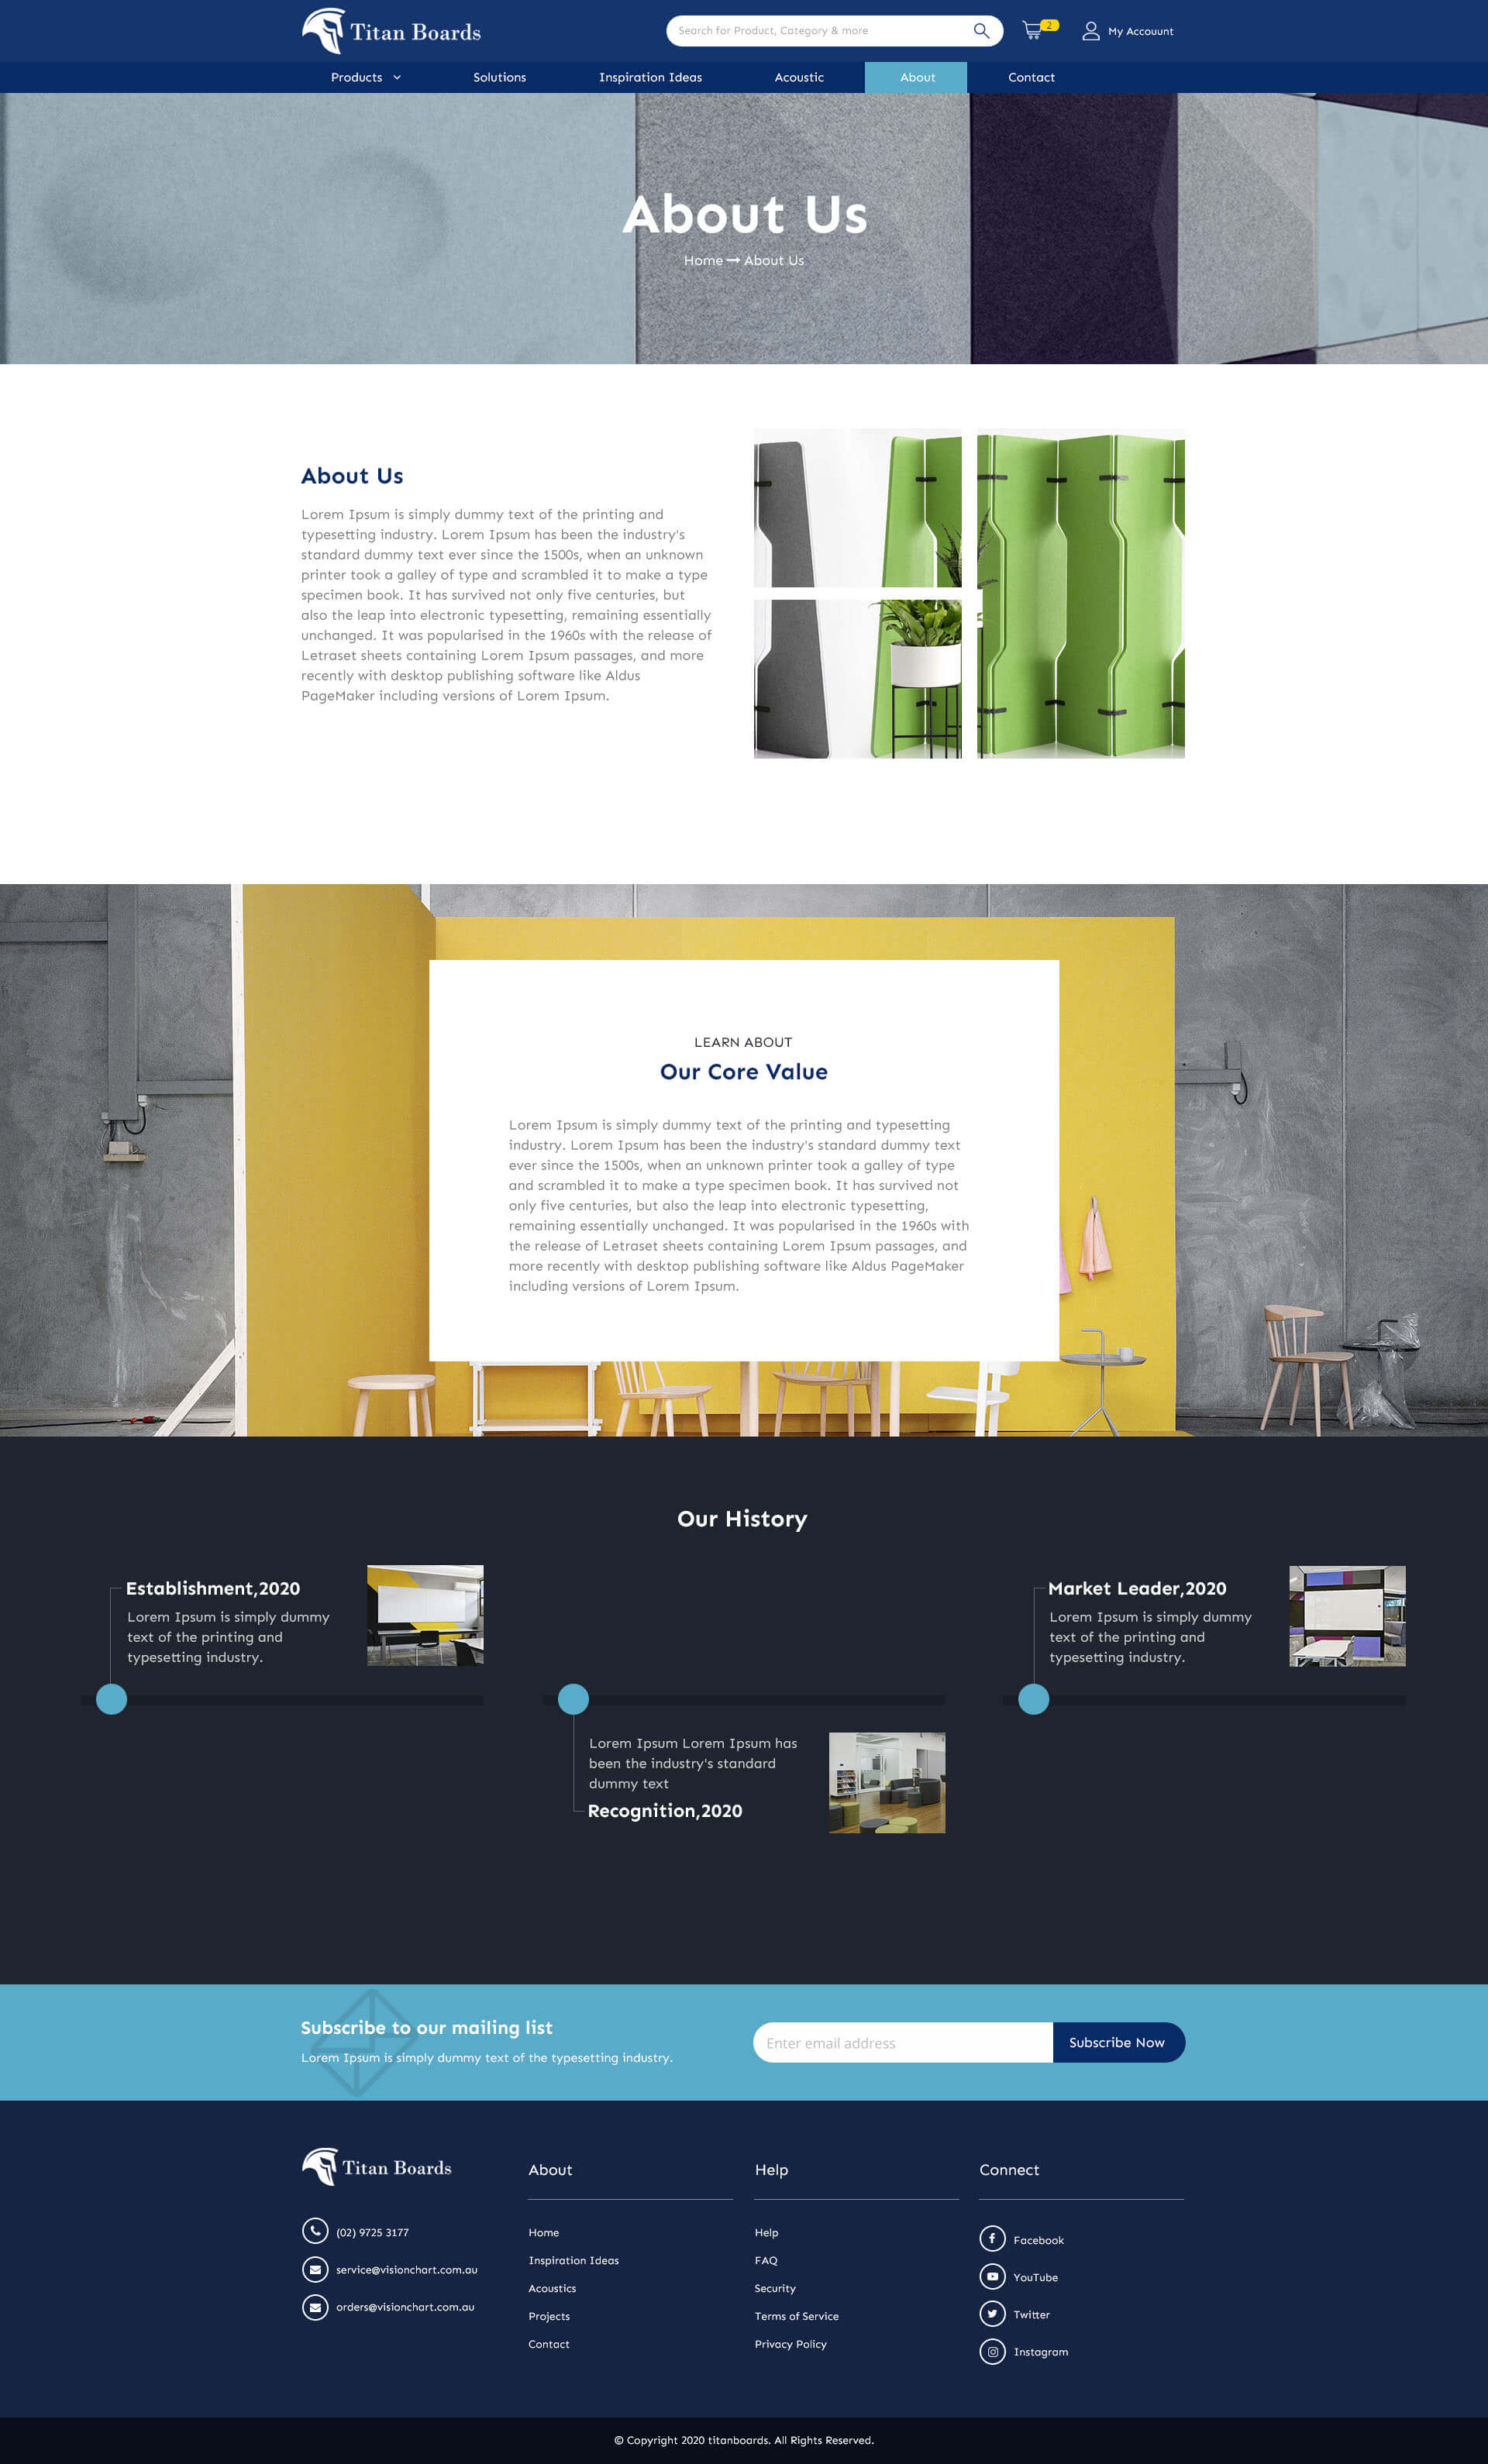 Titan Boards
Search for Product, Category & more
2
My Accouunt
Products
Solutions
Inspiration Ideas
Acoustic
About
Contact
About Us
Home
About Us
About Us
Lorem Ipsum is simply dummy text of the printing and
typesetting industry. Lorem Ipsum has been the industry's
standard dummy text ever since the 1500s, when an unknown
printer took a galley of type and scrambled it to make a type
specimen book. It has survived not only five centuries, but
also the leap into electronic typesetting, remaining essentially
unchanged. It was popularised in the 1960s with the release of
Letraset sheets containing Lorem Ipsum passages, and more
recently with desktop publishing software like Aldus
PageMaker including versions of Lorem Ipsum.
LEARN ABOUT
Our Core Value
Lorem Ipsum is simply dummy text of the printing and typesetting
industry. Lorem Ipsum has been the industry's standard dummy text
ever since the 1500s, when an unknown printer took a galley of type
and scrambled it to make a type specimen book. It has survived not
only five centuries, but also the leap into electronic typesetting,
remaining essentially unchanged. It was popularised in the 1960s with
the release of Letraset sheets containing Lorem Ipsum passages, and
more recently with desktop publishing software like Aldus PageMaker
including versions of Lorem Ipsum.
Our History
Establishment,2020
Lorem Ipsum is simply dummy
text of the printing and
typesetting industry.
Lorem Ipsum Lorem Ipsum has
been the industry's standard
dummy text
Recognition,2020
Market Leader,2020
Lorem Ipsum is simply dummy
text of the printing and
typesetting industry.
Subscribe to our mailing list
Lorem Ipsum is simply dummy text of the typesetting industry.
Enter email address
Subscribe Now
Titan Boards
(02) 9725 3177
service@visionchart.com.au
orders@visionchart.com.au
About
Home
Inspiration Ideas
Acoustics
Projects
Contact
Help
Help
FAQ
Security
Terms of Service
Privacy Policy
Connect
Facebook
YouTube
Twitter
Instagram
© Copyright 2020 titanboards. All Rights Reserved.